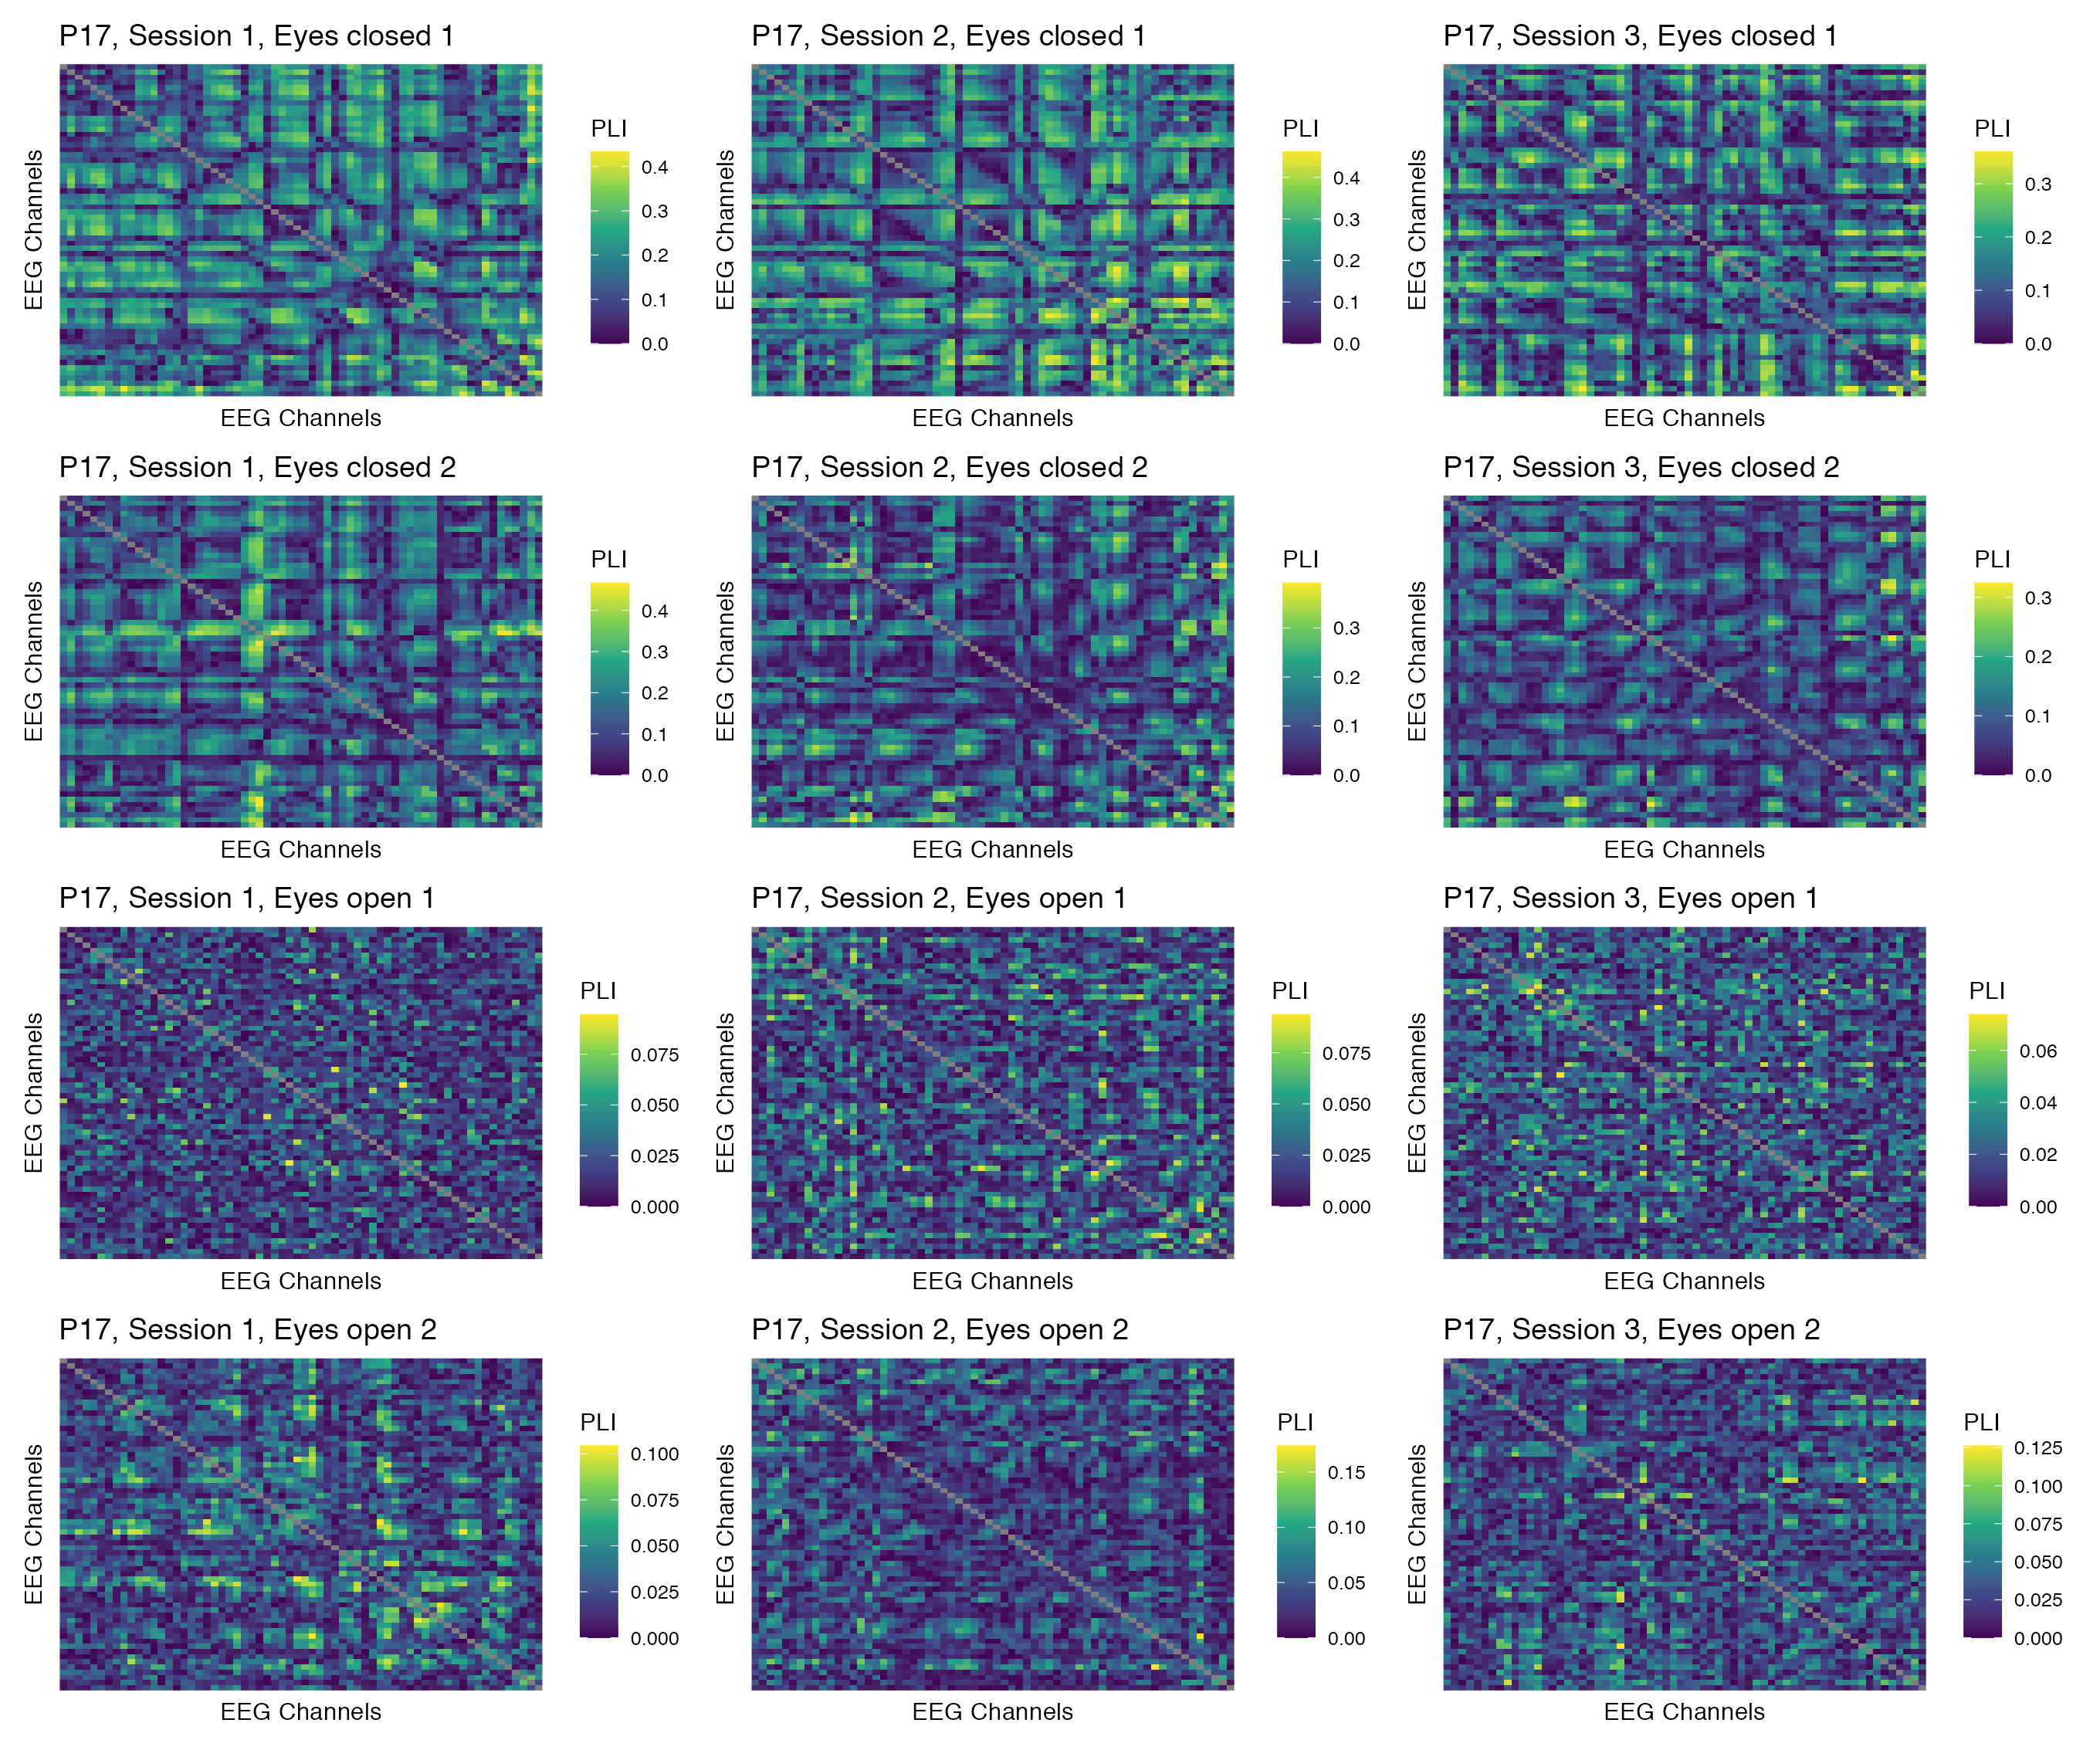 P17, Session 1, Eyes closed 1
EEG Channels
EEG Channels
PLI
0.4
0.3
0.2
0.1
0.0
P17, Session 2, Eyes closed 1
EEG Channels
EEG Channels
PLI
0.4
0.3
0.2
0.1
0.0
P17, Session 3, Eyes closed 1
EEG Channels
EEG Channels
PLI
0.3
0.2
0.1
0.0
P17, Session 1, Eyes closed 2
EEG Channels
EEG Channels
PLI
0.4
0.3
0.2
0.1
0.0
P17, Session 2, Eyes closed 2
EEG Channels
EEG Channels
PLI
0.3
0.2
0.1
0.0
P17, Session 3, Eyes closed 2
EEG Channels
EEG Channels
PLI
0.3
0.2
0.1
0.0
P17, Session 1, Eyes open 1
EEG Channels
EEG Channels
PLI
0.075
0.050
0.025
0.000
P17, Session 2, Eyes open 1
EEG Channels
EEG Channels
PLI
0.075
0.050
0.025
0.000
P17, Session 3, Eyes open 1
EEG Channels
EEG Channels
PLI
0.06
0.04
0.02
0.00
P17, Session 1, Eyes open 2
EEG Channels
EEG Channels
PLI
0.100
0.075
0.050
0.025
0.000
P17, Session 2, Eyes open 2
EEG Channels
EEG Channels
PLI
0.15
0.10
0.05
0.00
P17, Session 3, Eyes open 2
EEG Channels
EEG Channels
PLI
0.125
0.100
0.075
0.050
0.025
0.000